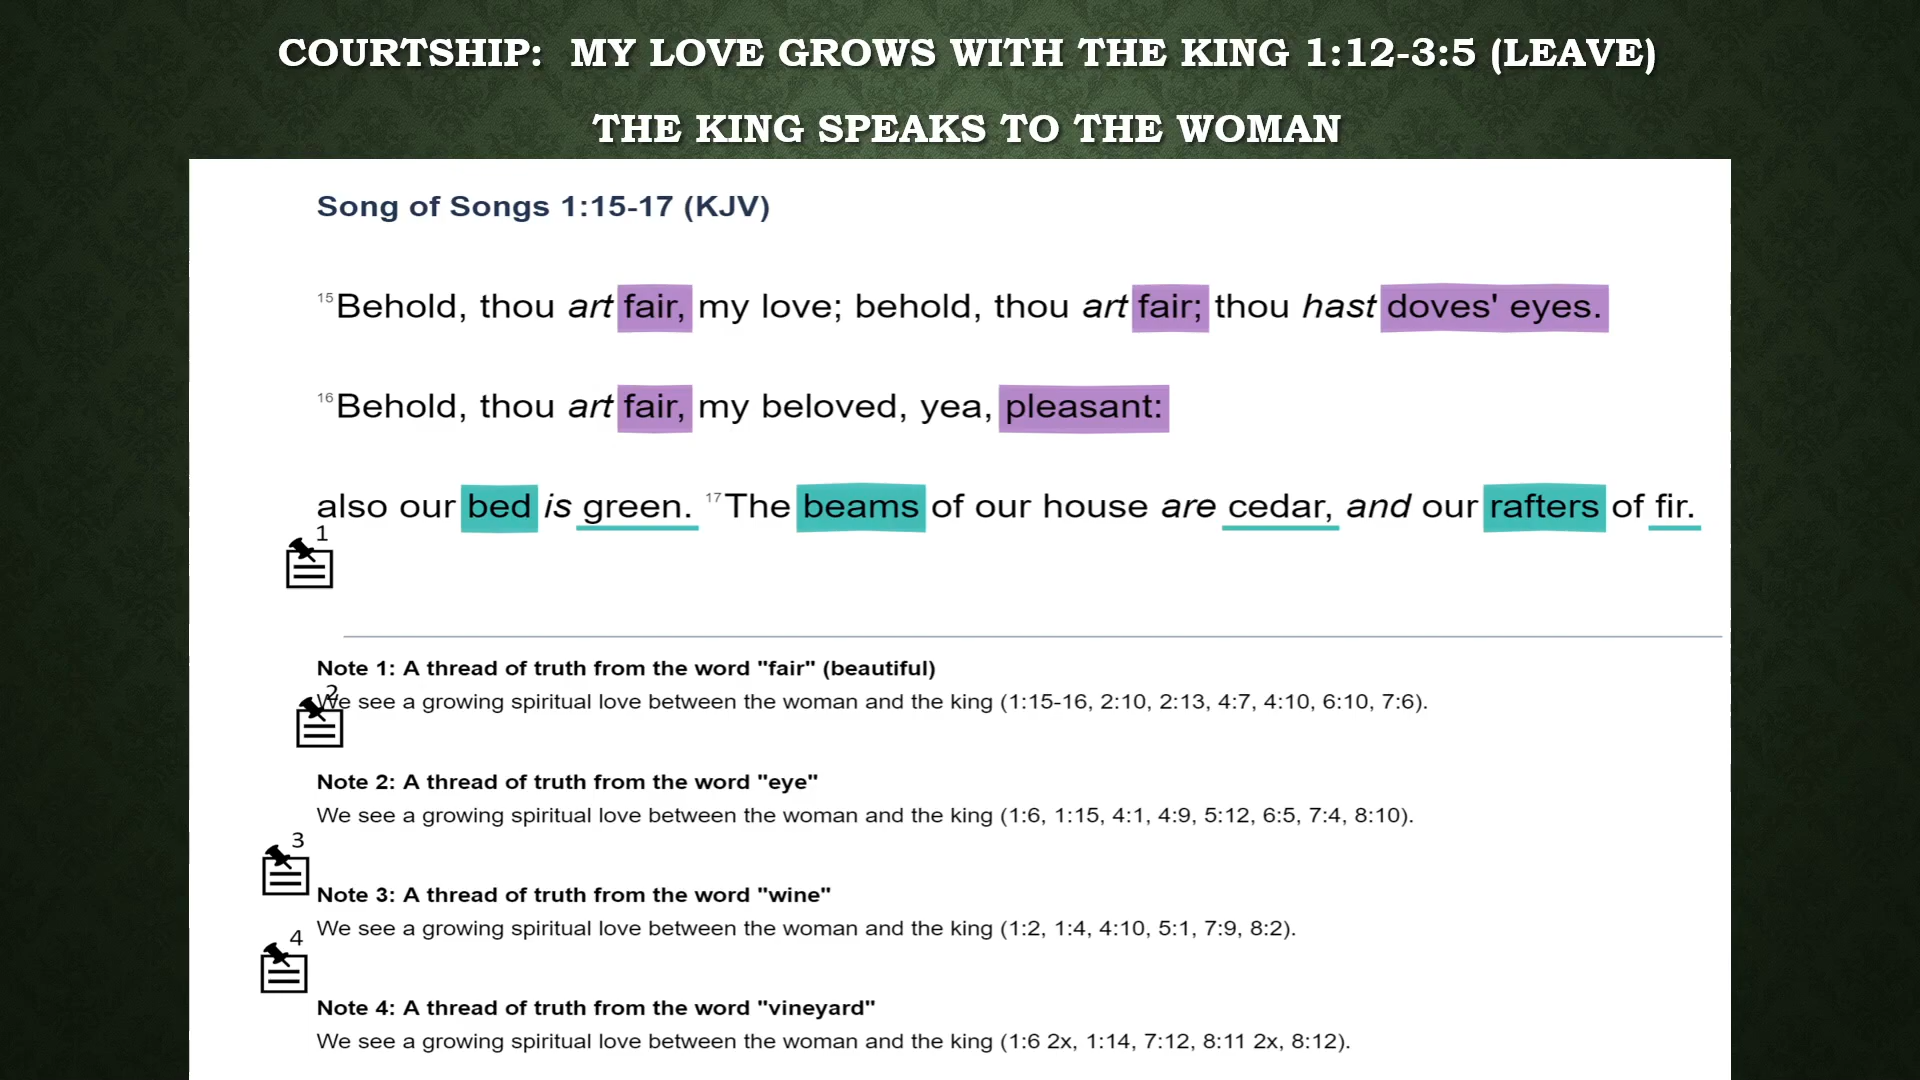 COURTSHIP: MY LOVE GROWS WITH THE KING 1:12-3:5 (LEAVE)
THE KING SPEAKS TO THE WOMAN
Song of Songs 1:15-17 (KJV)
15 Behold, thou art fair, my love; behold, thou art fair; thou hast doves' eyes.
16 Behold, thou art fair, my beloved, yea, pleasant:
also our bed is green. 17 The beams of our house are cedar, and our rafters of fir.
1
Note 1: A thread of truth from the word "fair" (beautiful)
2
We see a growing spiritual love between the woman and the king (1:15-16, 2:10, 2:13, 4:7, 4:10, 6:10, 7:6).
Note 2: A thread of truth from the word "eye"
We see a growing spiritual love between the woman and the king (1:6, 1:15, 4:1, 4:9, 5:12, 6:5, 7:4, 8:10).
3
Note 3: A thread of truth from the word "wine"
We see a growing spiritual love between the woman and the king (1:2, 1:4, 4:10, 5:1, 7:9, 8:2).
4
Note 4: A thread of truth from the word "vineyard"
We see a growing spiritual love between the woman and the king (1:6 2x, 1:14, 7:12, 8:11 2x, 8:12).